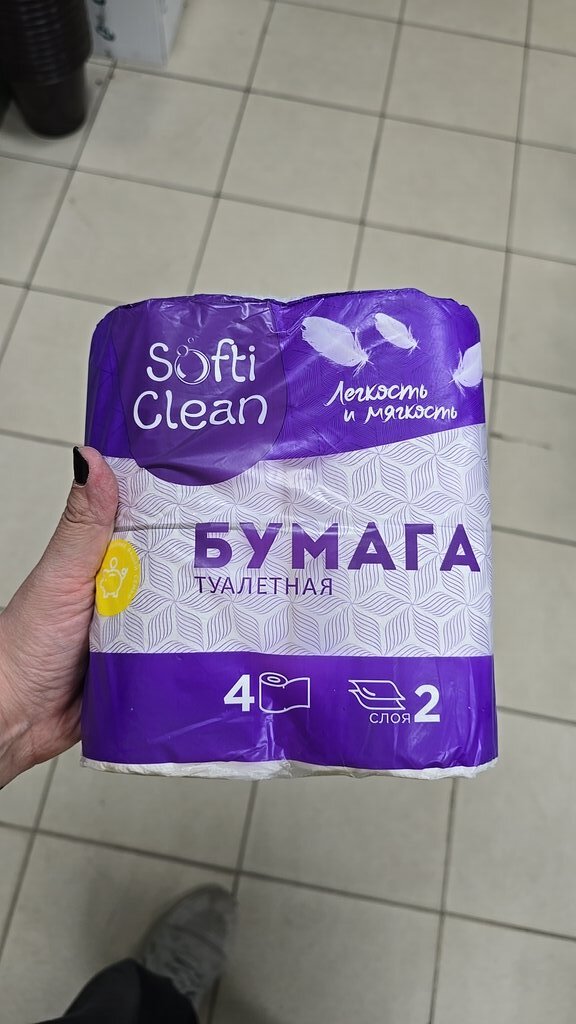 Softi
Clean
Легкость
и мягкость
БУМАГА
ТУАЛЕТНАЯ
4
СЛОЯ 2